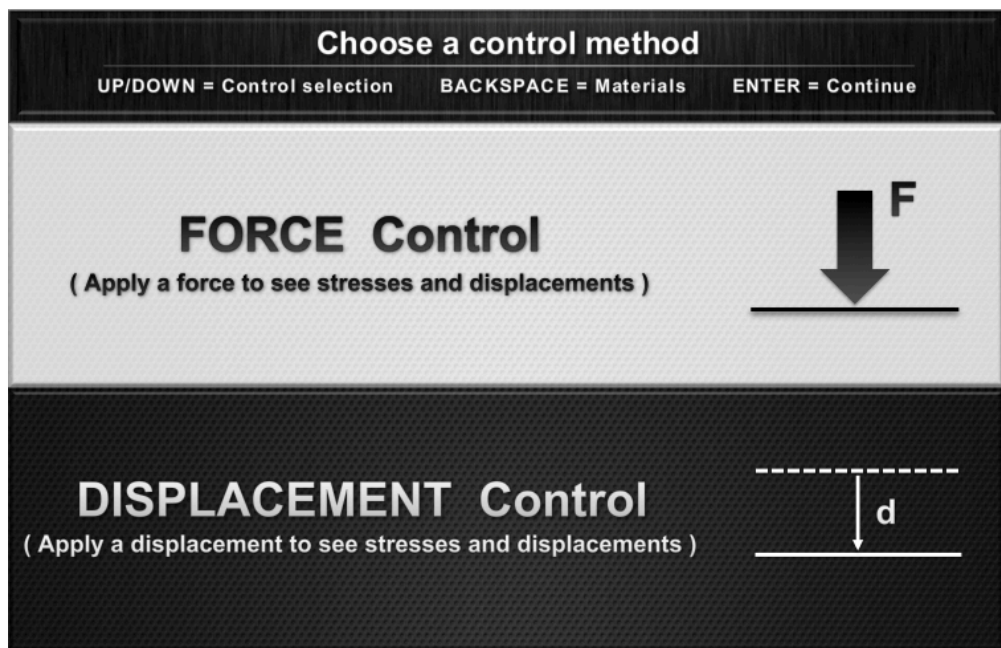 Choose a control method
UP/DOWN = Control selection BACKSPACE = Materials ENTER = Continue
FORCE Control
( Apply a force to see stresses and displacements )
F
DISPLACEMENT Control
( Apply a displacement to see stresses and displacements )
d